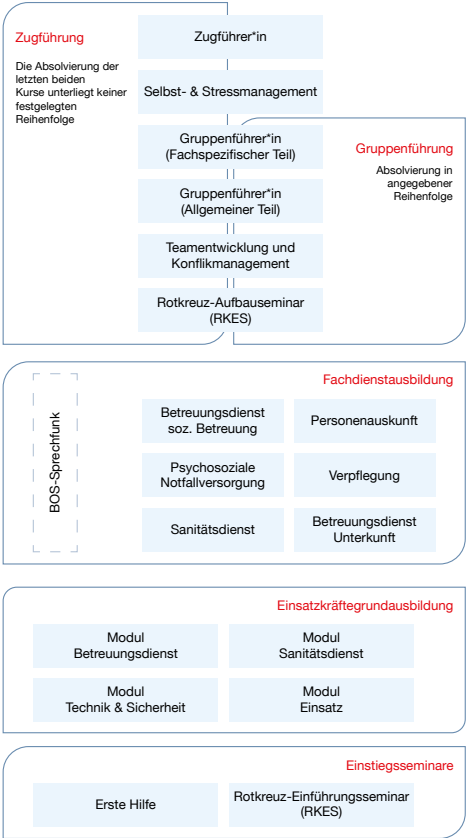 Zugführung
Die Absolvierung der
letzten beiden
Kurse unterliegt keiner
festgelegten
Reihenfolge
Zugführer*in
Selbst- & Stressmanagement
Gruppenführer*in
(Fachspezifischer Teil)
Gruppenführung
Absolvierung in
angegebener
Reihenfolge
Gruppenführer*in
(Allgemeiner Teil)
Teamentwicklung und
Konflikmanagement
Rotkreuz-Aufbauseminar
(RKES)
Fachdienstausbildung
BOS-Sprechfunk
Betreuungsdienst
soz. Betreuung
Personenauskunft
Psychosoziale
Notfallversorgung
Verpflegung
Sanitätsdienst
Betreuungsdienst
Unterkunft
Einsatzkräftegrundausbildung
Modul
Betreuungsdienst
Modul
Sanitätsdienst
Modul
Technik & Sicherheit
Modul
Einsatz
Einstiegsseminare
Erste Hilfe
Rotkreuz-Einführungsseminar
(RKES)